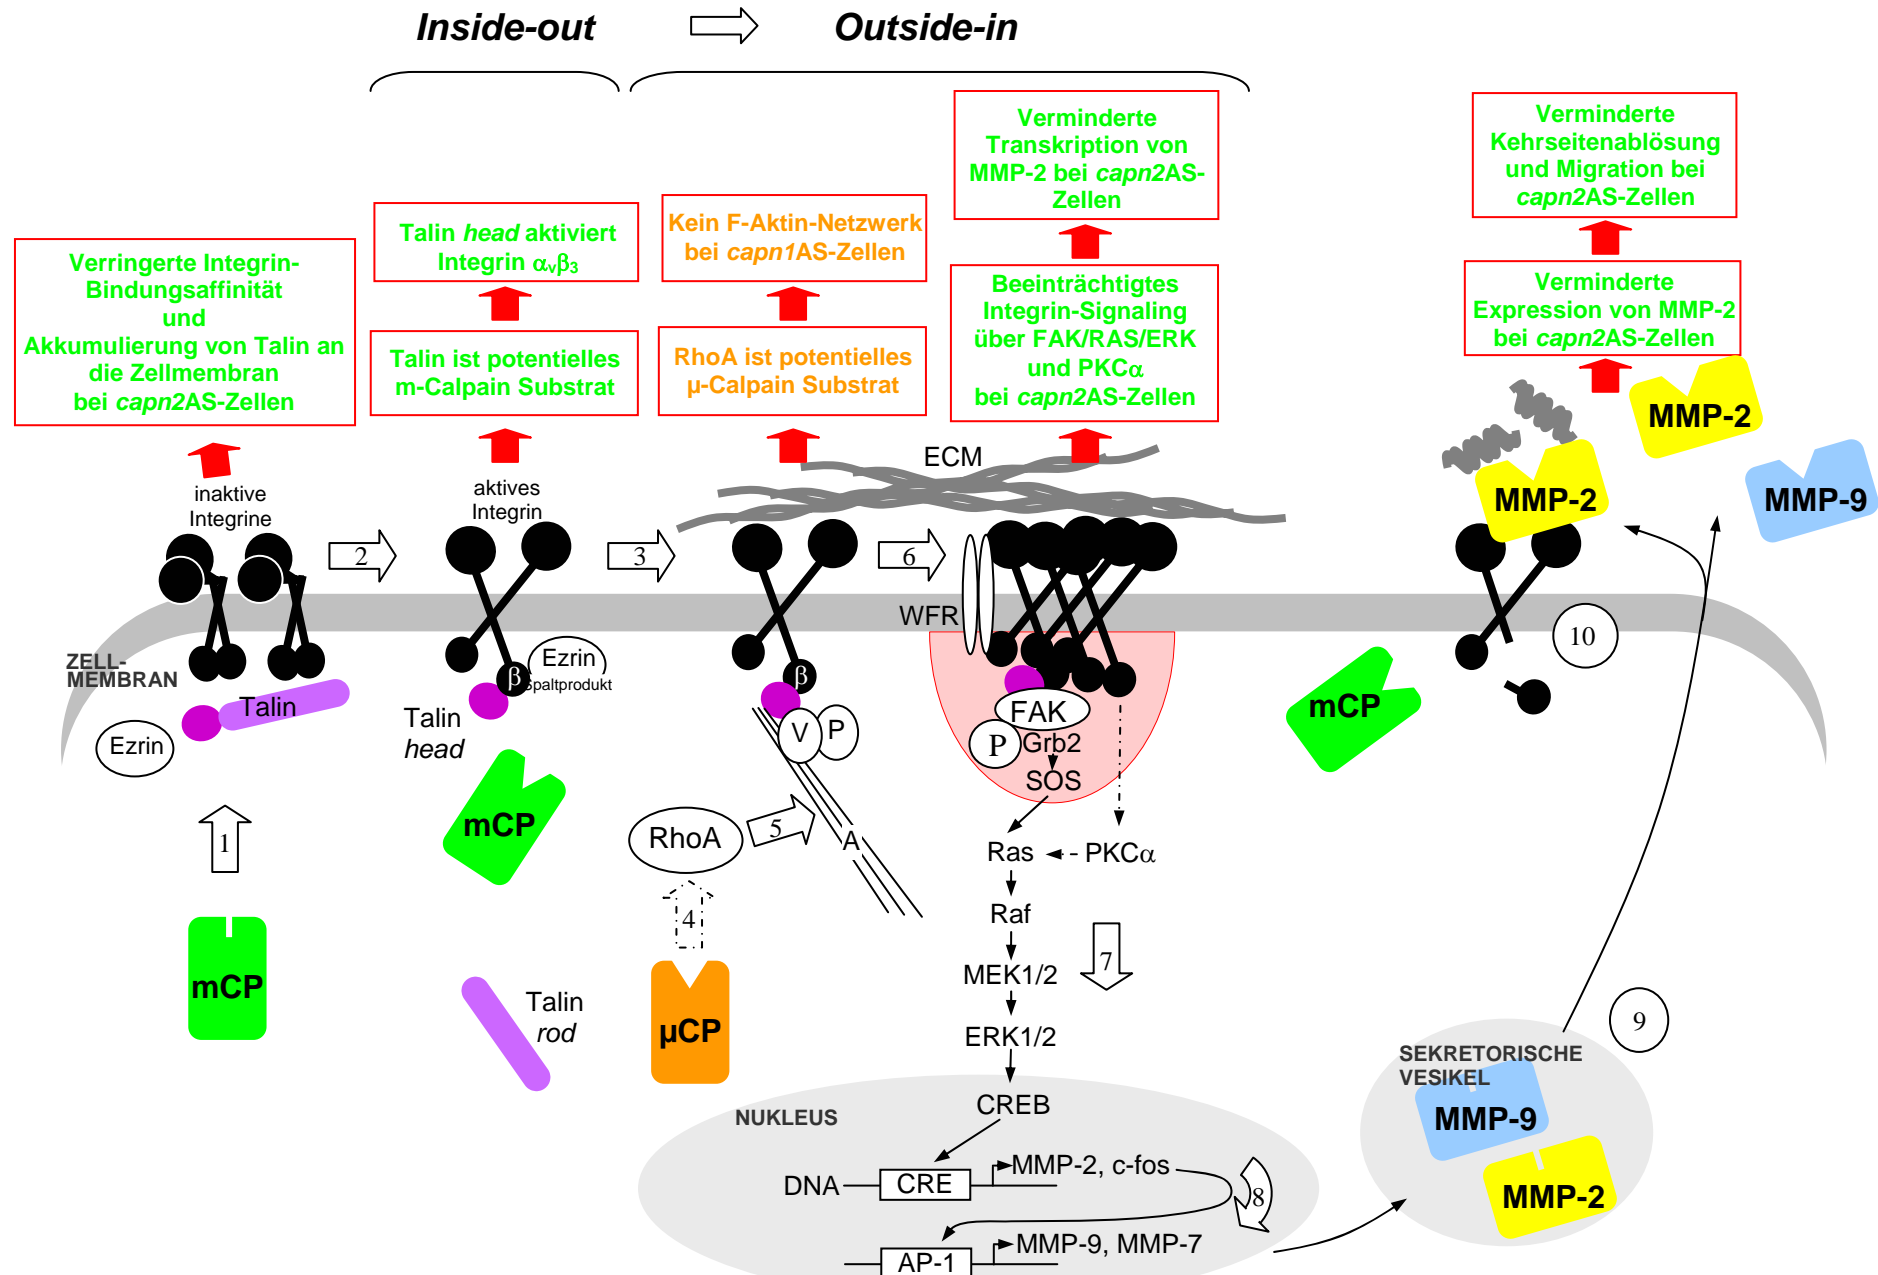 Inside-out
Outside-in
Verringerte Integrin-
Bindungsaffinität
und
Akkumulierung von Talin an
die Zellmembran
bei capn2AS-Zellen
Talin head aktiviert
Integrin αvβ3
Talin ist potentielles
m-Calpain Substrat
Kein F-Aktin-Netzwerk
bei capn1AS-Zellen
RhoA ist potentielles
µ-Calpain Substrat
Verminderte
Transkription von
MMP-2 bei capn2AS-
Zellen
Beeinträchtigtes
Integrin-Signaling
über FAK/RAS/ERK
und PKCα
bei capn2AS-Zellen
Verminderte
Kehrseitenablösung
und Migration bei
capn2AS-Zellen
Verminderte
Expression von MMP-2
bei capn2AS-Zellen
MMP-2
MMP-2
MMP-9
ECM
inaktive
Integrine
aktives
Integrin
2
3
6
WFR
10
ZELL-
MEMBRAN
Ezrin
Talin
β
Ezrin
Spaltprodukt
Talin
head
β
V
P
A
FAK
P
Grb2
SOS
mCP
1
mCP
mCP
RhoA
5
4
µCP
Talin
rod
Ras
PKCα
Raf
7
MEK1/2
ERK1/2
NUKLEUS
CREB
DNA
CRE
MMP-2, c-fos
8
AP-1
MMP-9, MMP-7
9
SEKRETORISCHE
VESIKEL
MMP-9
MMP-2